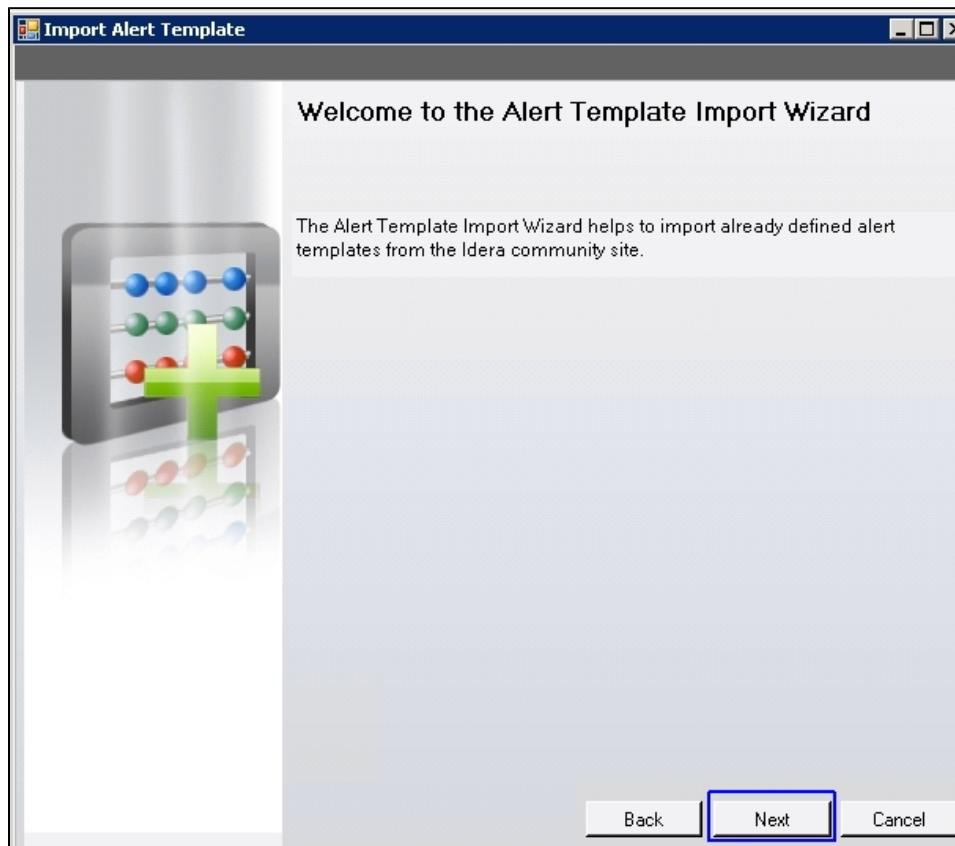 Import Alert Template
Welcome to the Alert Template Import Wizard
The Alert Template Import Wizard helps to import already defined alert
templates from the Idera community site.
Back
Next
Cancel